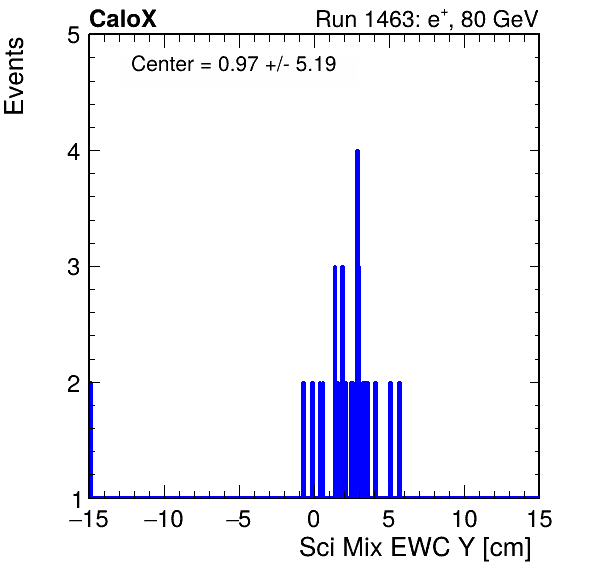 CaloX Run 1463: e⁺, 80 GeV
Center = 0.97 +/- 5.19
Events
5
4
3
2
1
−15 −10 −5 0 5 10 15
Sci Mix EWC Y [cm]